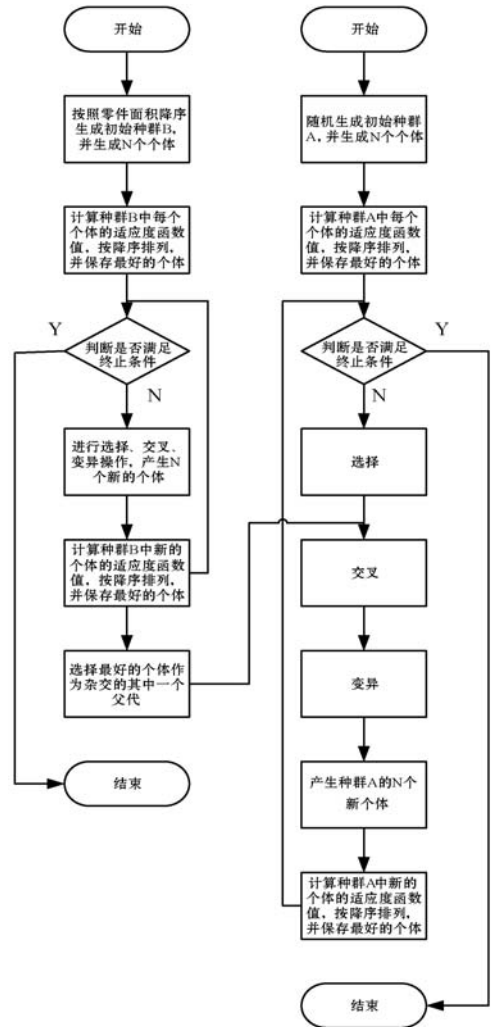 开始
按照零件面积降序
生成初始种群B,
并生成N个个体
计算种群B中每个
个体的适应度函数
值，按降序排列，
并保存最好的个体
Y
判断是否满足
终止条件
N
进行选择、交叉、
变异操作，产生N
个新的个体
计算种群B中新的
个体的适应度函数
值，按降序排列，
并保存最好的个体
选择最好的个体作
为杂交的其中一个
父代
结束
开始
随机生成初始种群
A, 并生成N个个体
计算种群A中每个
个体的适应度函数
值，按降序排列，
并保存最好的个体
Y
判断是否满足
终止条件
N
选择
交叉
变异
产生种群A的N个
新个体
计算种群A中新的
个体的适应度函数
值，按降序排列，
并保存最好的个体
结束